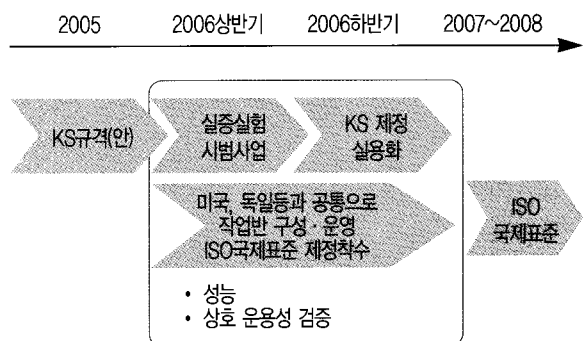 2005 2006상반기 2006하반기 2007~2008
KS규격(안)
실증실험
시범사업
KS 제정
실용화
미국, 독일등과 공통으로
작업반 구성·운영
ISO국제표준 제정착수
ISO
국제표준
• 성능
• 상호 운용성 검증